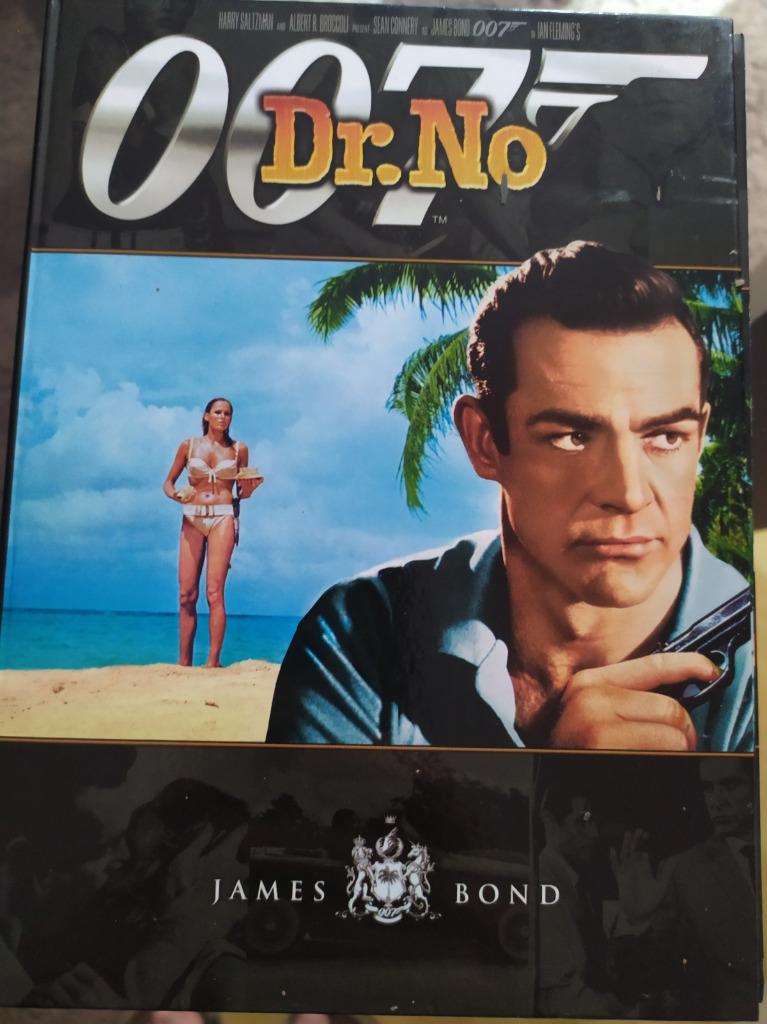 HARRY SALTZMAN AND ALBERT R. BROCCOLI PRESENT SEAN CONNERY AS JAMES BOND 007 IN IAN FLEMING'S
007
Dr. No
TM
JAMES BOND
007